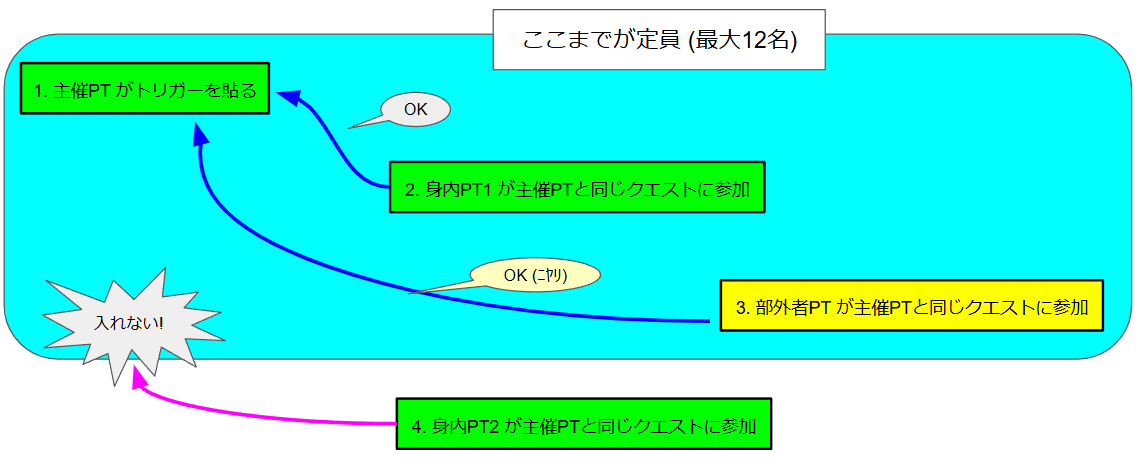 ここまでが定員 (最大12名)
1. 主催PT がトリガーを貼る
OK
2. 身内PT1 が主催PTと同じクエストに参加
OK (ﾆﾔﾘ)
3. 部外者PT が主催PTと同じクエストに参加
入れない!
4. 身内PT2 が主催PTと同じクエストに参加